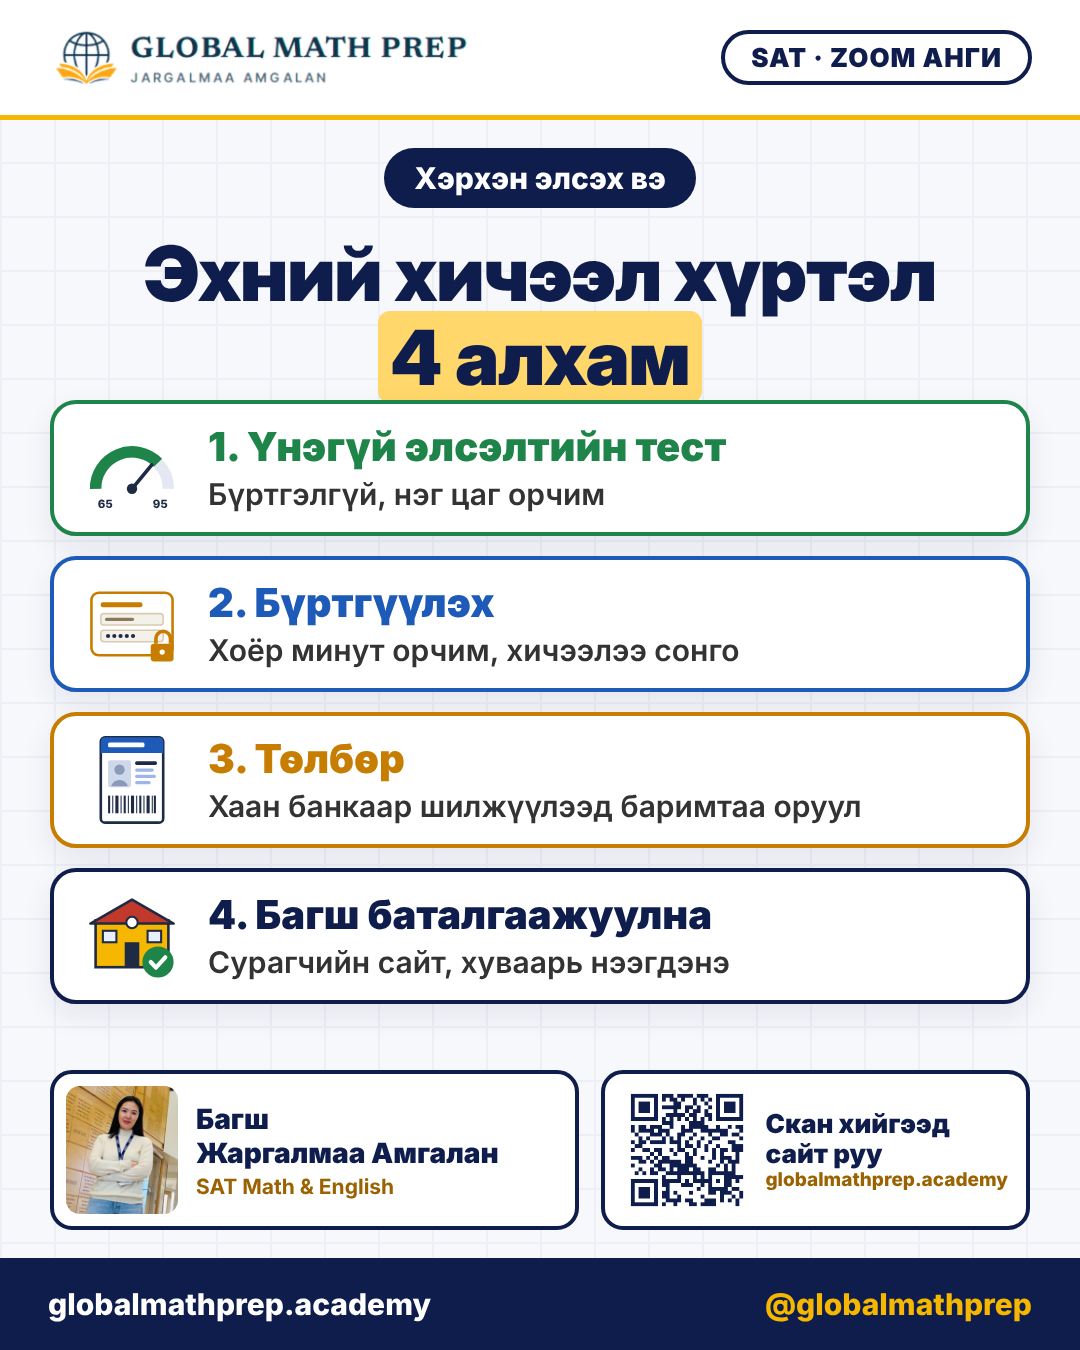 GLOBAL MATH PREP
JARGALMAA AMGALAN
SAT · ZOOM АНГИ
Хэрхэн элсэх вэ
Эхний хичээл хүртэл
4 алхам
65 95
1. Үнэгүй элсэлтийн тест
Бүртгэлгүй, нэг цаг орчим
2. Бүртгүүлэх
Хоёр минут орчим, хичээлээ сонго
3. Төлбөр
Хаан банкаар шилжүүлээд баримтаа оруул
4. Багш баталгаажуулна
Сурагчийн сайт, хуваарь нээгдэнэ
Багш
Жаргалмаа Амгалан
SAT Math & English
Скан хийгээд
сайт руу
globalmathprep.academy
globalmathprep.academy
@globalmathprep